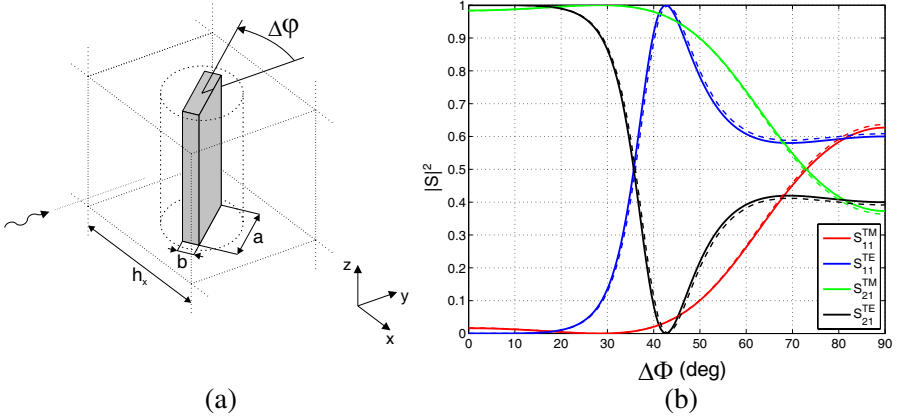 Δφ
a
b
h_x
z
y
x
(a)
|S|²
1
0.9
0.8
0.7
0.6
0.5
0.4
0.3
0.2
0.1
0
0 10 20 30 40 50 60 70 80 90
ΔΦ (deg)
S₁₁ᵀᴹ
S₁₁ᵀᴱ
S₂₁ᵀᴹ
S₂₁ᵀᴱ
(b)